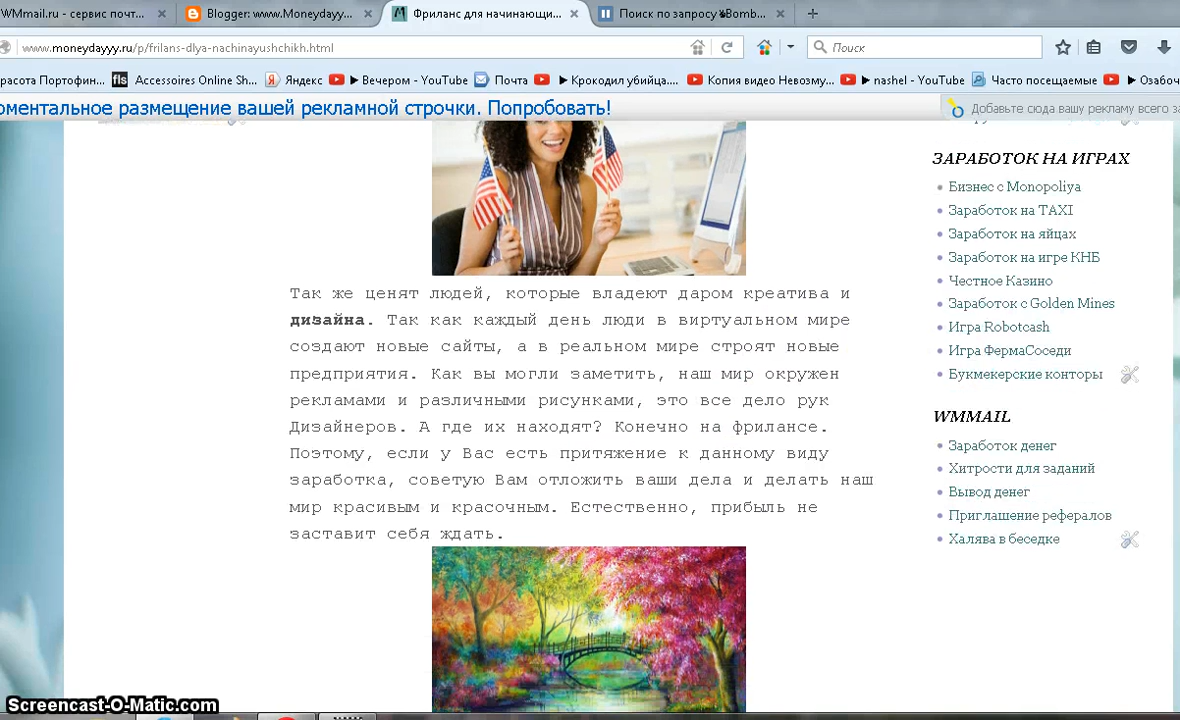 WMmail.ru - сервис почт...
Blogger: www.Moneydayy...
Фриланс для начинающи...
Поиск по запросу «Bomb...
www.moneydayyy.ru/p/frilans-dlya-nachinayushchikh.html
Поиск
расота Портофин...
fls
Accessoires Online Sh...
Яндекс
Вечером - YouTube
Почта
Крокодил убийца....
Копия видео Невозму...
nashel - YouTube
Часто посещаемые
Озабоч
оментальное размещение вашей рекламной строчки. Попробовать!
Добавьте сюда вашу рекламу всего за
Так же ценят людей, которые владеют даром креатива и
дизайна. Так как каждый день люди в виртуальном мире
создают новые сайты, а в реальном мире строят новые
предприятия. Как вы могли заметить, наш мир окружен
рекламами и различными рисунками, это все дело рук
Дизайнеров. А где их находят? Конечно на фрилансе.
Поэтому, если у Вас есть притяжение к данному виду
заработка, советую Вам отложить ваши дела и делать наш
мир красивым и красочным. Естественно, прибыль не
заставит себя ждать.
ЗАРАБОТОК НА ИГРАХ
Бизнес с Monopoliya
Заработок на TAXI
Заработок на яйцах
Заработок на игре КНБ
Честное Казино
Заработок с Golden Mines
Игра Robotcash
Игра ФермаСоседи
Букмекерские конторы
WMMAIL
Заработок денег
Хитрости для заданий
Вывод денег
Приглашение рефералов
Халява в беседке
Screencast-O-Matic.com